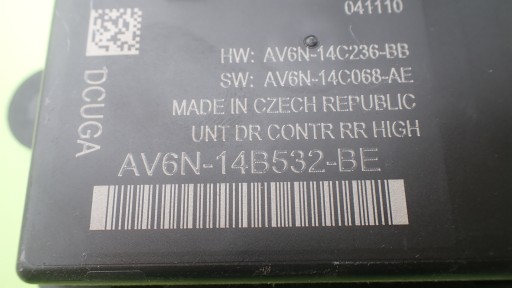 041110
HW: AV6N-14C236-BB
SW: AV6N-14C068-AE
MADE IN CZECH REPUBLIC
UNT DR CONTR RR HIGH
DCUGA
AV6N-14B532-BE